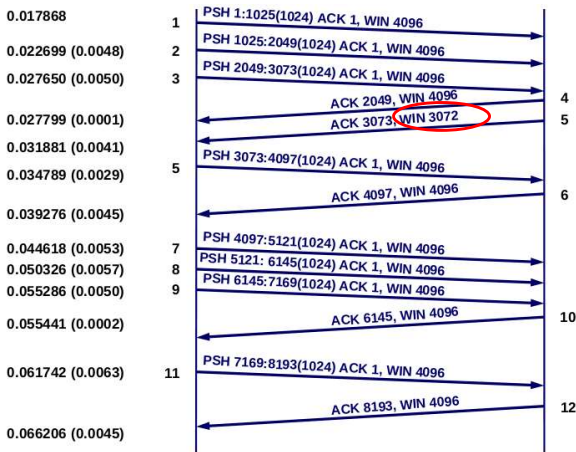 0.017868 1 PSH 1:1025(1024) ACK 1, WIN 4096
0.022699 (0.0048) 2 PSH 1025:2049(1024) ACK 1, WIN 4096
0.027650 (0.0050) 3 PSH 2049:3073(1024) ACK 1, WIN 4096
ACK 2049, WIN 4096 4
0.027799 (0.0001) ACK 3073, WIN 3072 5
0.031881 (0.0041)
0.034789 (0.0029) 5 PSH 3073:4097(1024) ACK 1, WIN 4096
ACK 4097, WIN 4096 6
0.039276 (0.0045)
0.044618 (0.0053) 7 PSH 4097:5121(1024) ACK 1, WIN 4096
0.050326 (0.0057) 8 PSH 5121: 6145(1024) ACK 1, WIN 4096
0.055286 (0.0050) 9 PSH 6145:7169(1024) ACK 1, WIN 4096
0.055441 (0.0002) ACK 6145, WIN 4096 10
0.061742 (0.0063) 11 PSH 7169:8193(1024) ACK 1, WIN 4096
ACK 8193, WIN 4096 12
0.066206 (0.0045)